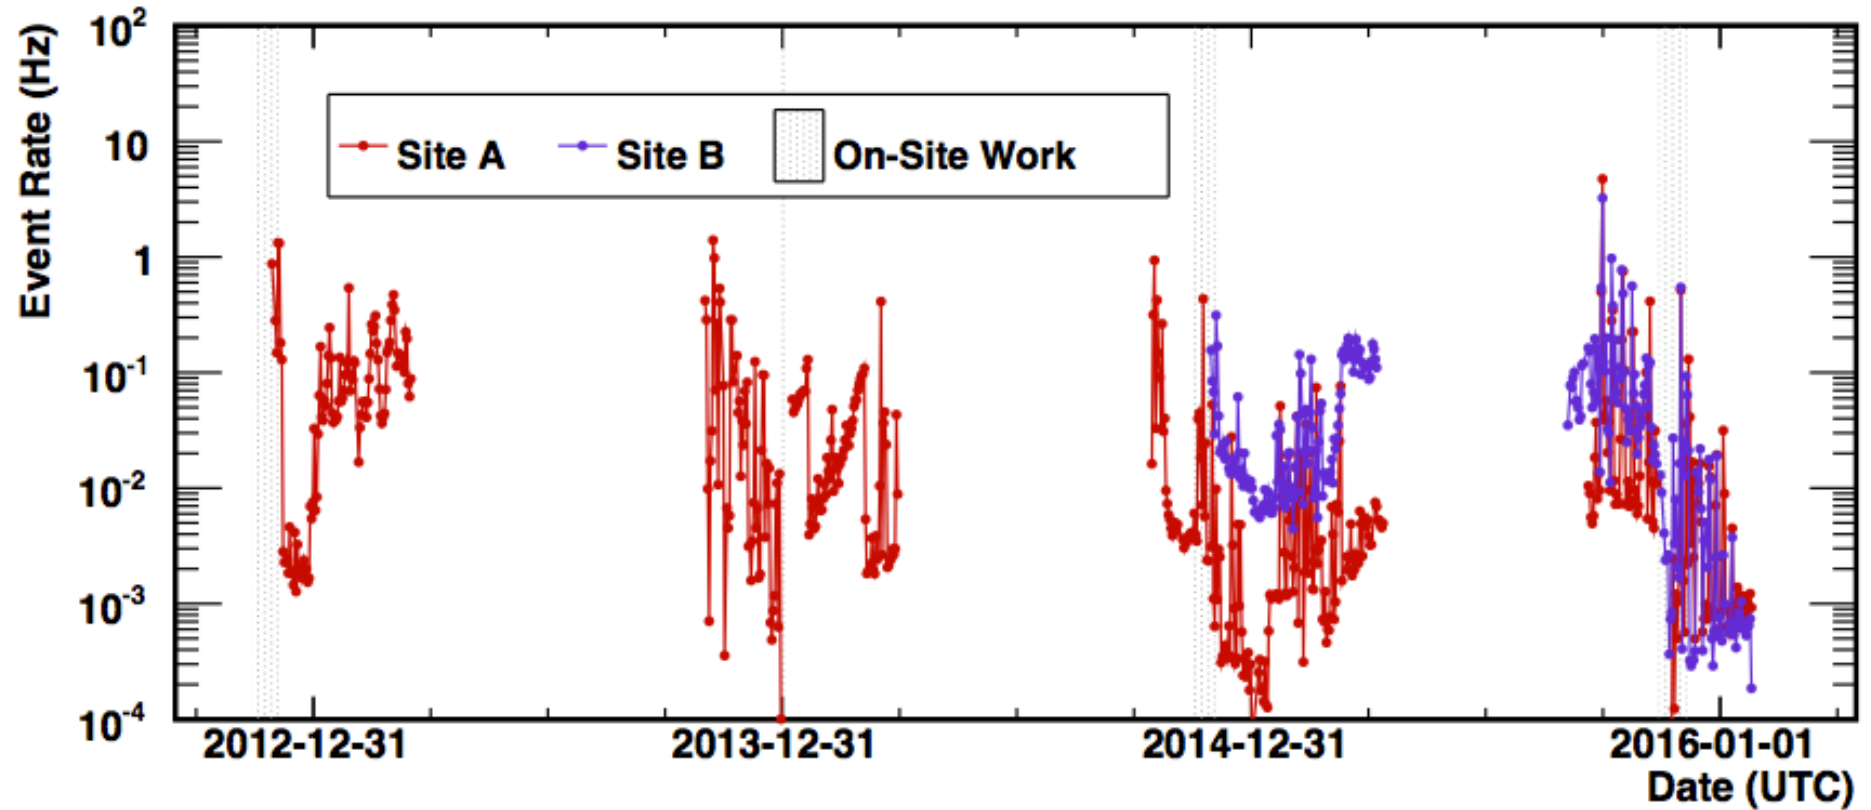 Event Rate (Hz)
10²
10
1
10⁻¹
10⁻²
10⁻³
10⁻⁴
Site A Site B On-Site Work
2012-12-31 2013-12-31 2014-12-31 2016-01-01
Date (UTC)